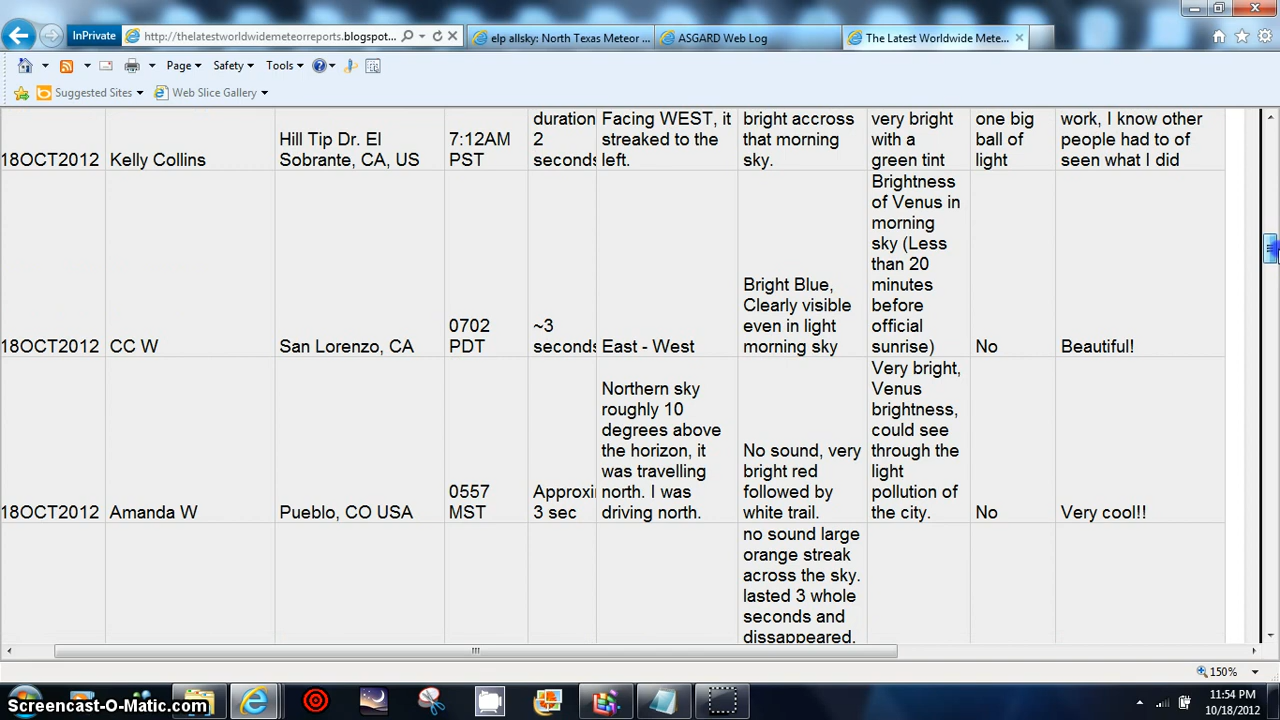 InPrivate
http://thelatestworldwidemeteorreports.blogspot...
elp allsky: North Texas Meteor ...
ASGARD Web Log
The Latest Worldwide Mete...
Page
Safety
Tools
Suggested Sites
Web Slice Gallery
18OCT2012
Kelly Collins
Hill Tip Dr. El
Sobrante, CA, US
7:12AM
PST
duration
2
seconds
Facing WEST, it
streaked to the
left.
bright accross
that morning
sky.
very bright
with a
green tint
one big
ball of
light
work, I know other
people had to of
seen what I did
18OCT2012
CC W
San Lorenzo, CA
0702
PDT
~3
seconds
East - West
Bright Blue,
Clearly visible
even in light
morning sky
Brightness
of Venus in
morning
sky (Less
than 20
minutes
before
official
sunrise)
No
Beautiful!
18OCT2012
Amanda W
Pueblo, CO USA
0557
MST
Approxi
3 sec
Northern sky
roughly 10
degrees above
the horizon, it
was travelling
north. I was
driving north.
No sound, very
bright red
followed by
white trail.
Very bright,
Venus
brightness,
could see
through the
light
pollution of
the city.
No
Very cool!!
no sound large
orange streak
across the sky.
lasted 3 whole
seconds and
dissappeared.
150%
Screencast-O-Matic.com
11:54 PM
10/18/2012